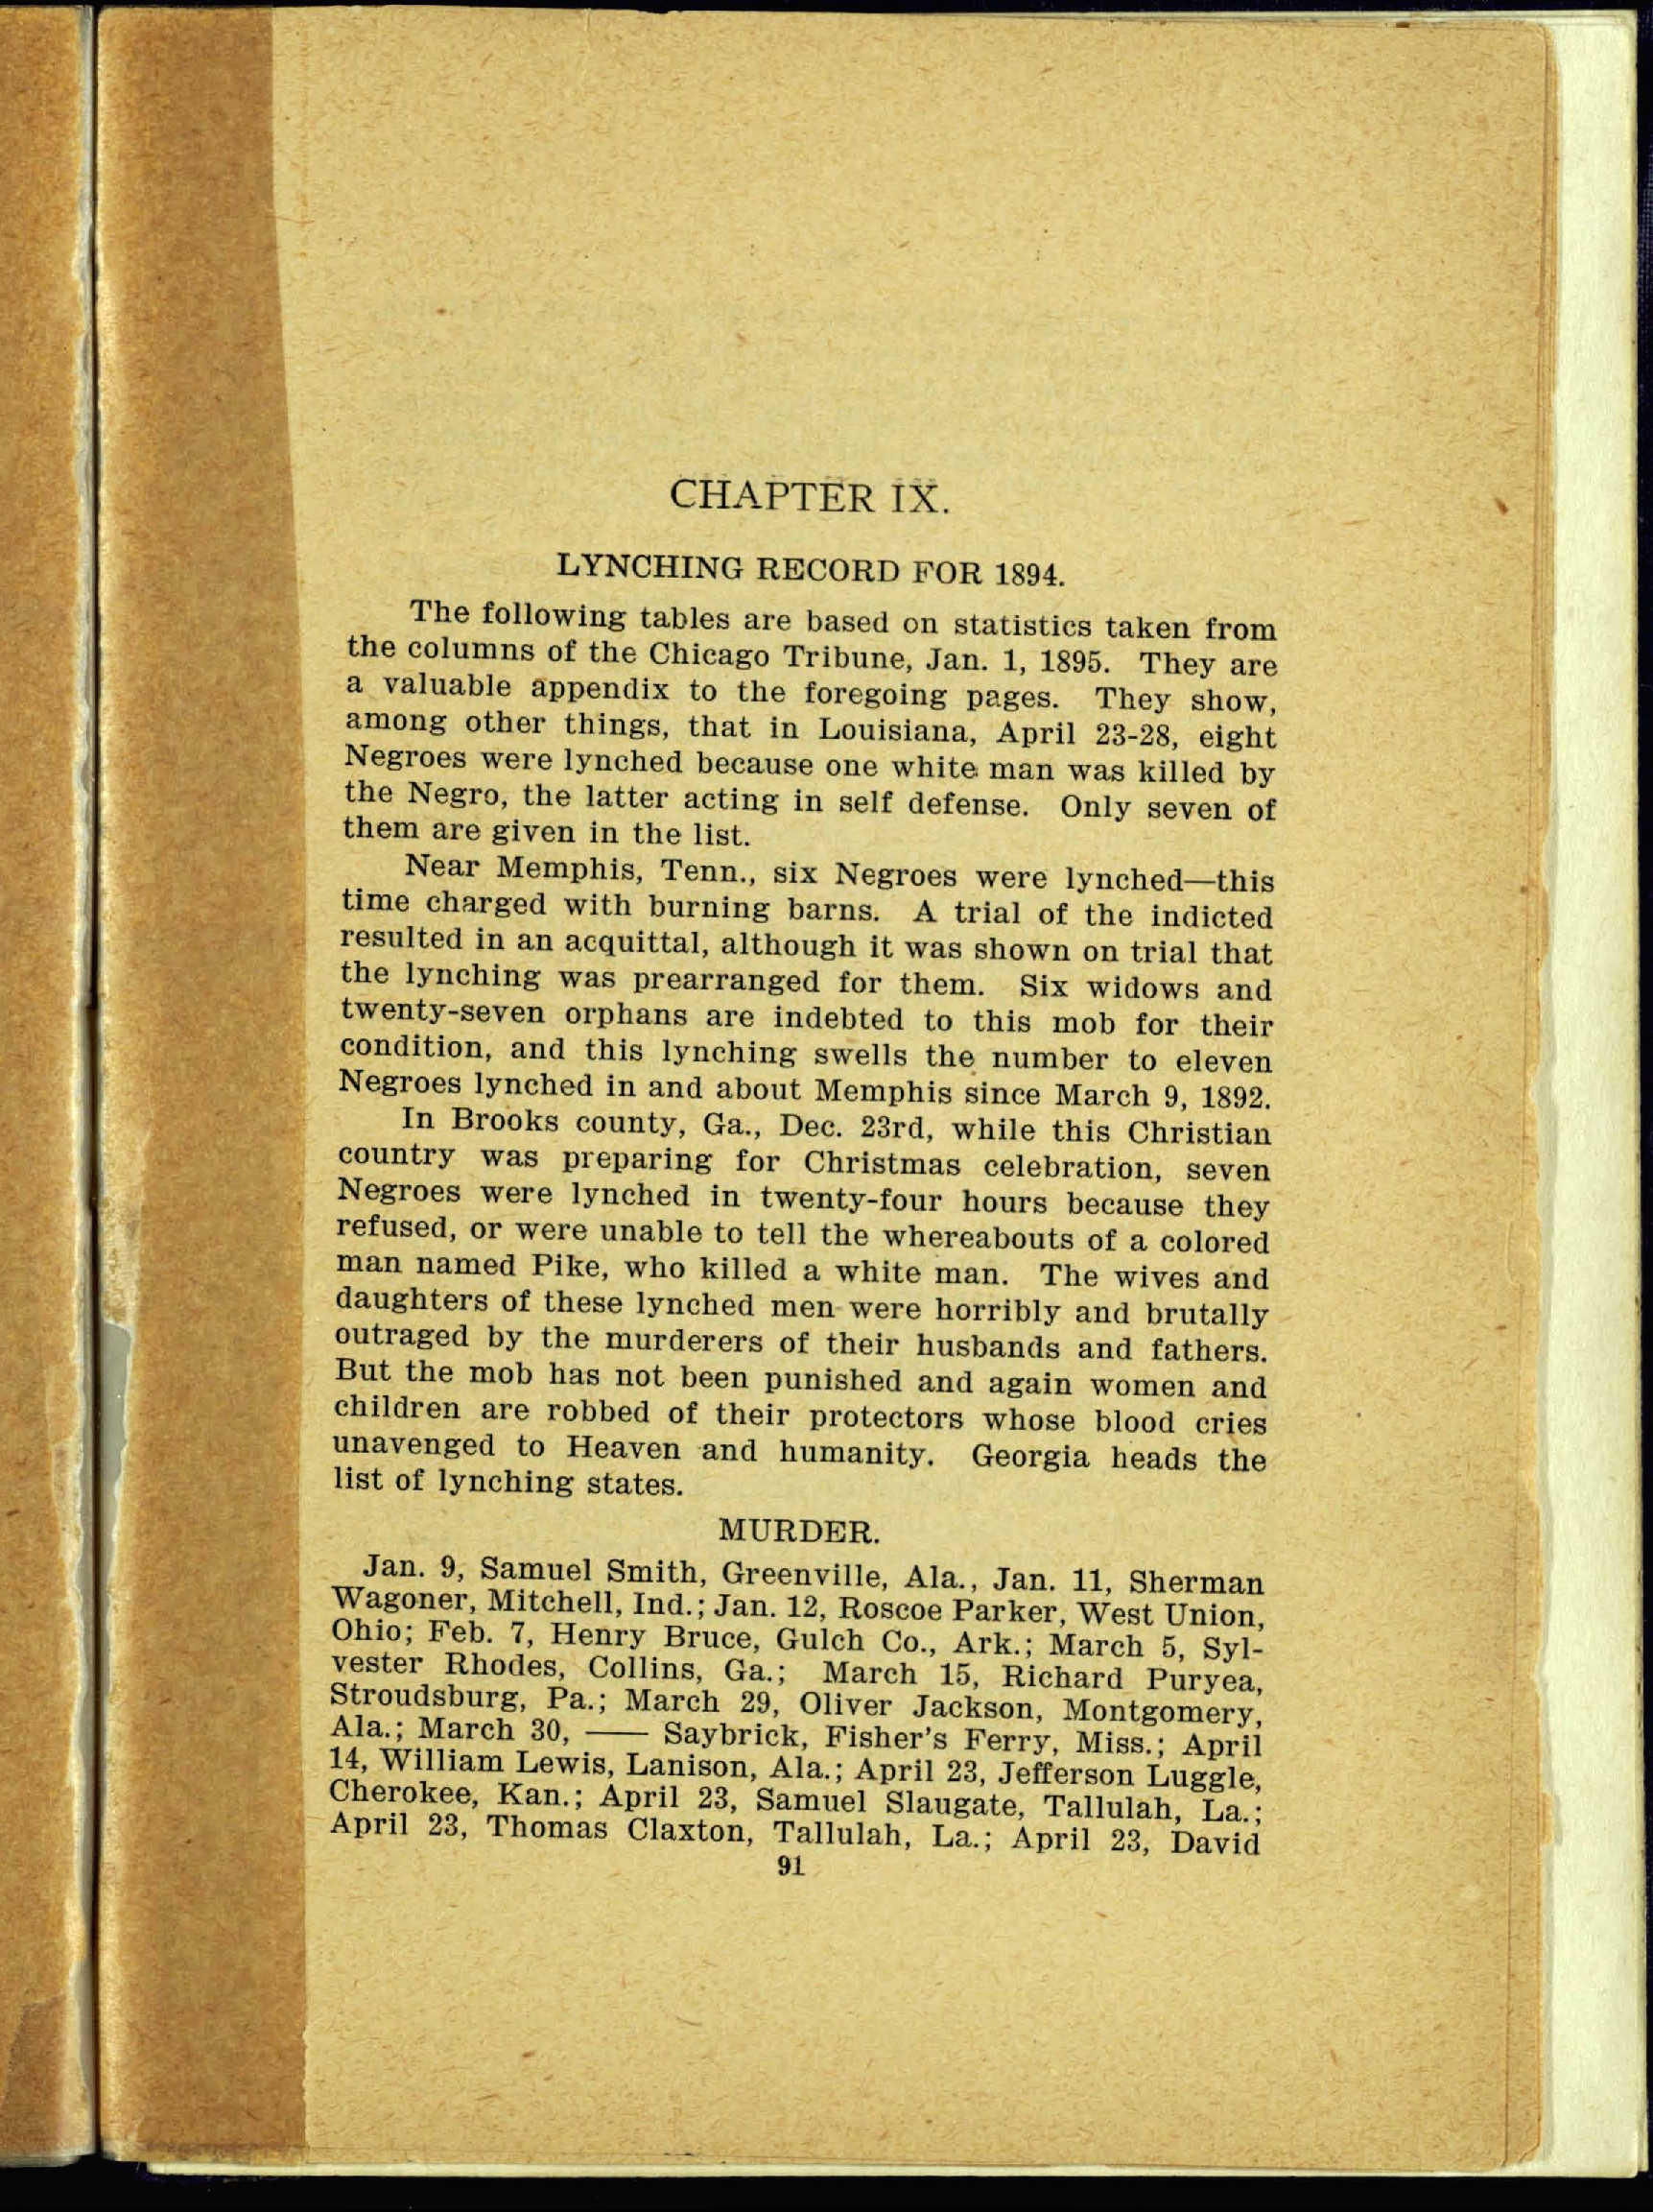 CHAPTER IX.
LYNCHING RECORD FOR 1894.
The following tables are based on statistics taken from
the columns of the Chicago Tribune, Jan. 1, 1895. They are
a valuable appendix to the foregoing pages. They show,
among other things, that in Louisiana, April 23-28, eight
Negroes were lynched because one white man was killed by
the Negro, the latter acting in self defense. Only seven of
them are given in the list.
Near Memphis, Tenn., six Negroes were lynched—this
time charged with burning barns. A trial of the indicted
resulted in an acquittal, although it was shown on trial that
the lynching was prearranged for them. Six widows and
twenty-seven orphans are indebted to this mob for their
condition, and this lynching swells the number to eleven
Negroes lynched in and about Memphis since March 9, 1892.
In Brooks county, Ga., Dec. 23rd, while this Christian
country was preparing for Christmas celebration, seven
Negroes were lynched in twenty-four hours because they
refused, or were unable to tell the whereabouts of a colored
man named Pike, who killed a white man. The wives and
daughters of these lynched men were horribly and brutally
outraged by the murderers of their husbands and fathers.
But the mob has not been punished and again women and
children are robbed of their protectors whose blood cries
unavenged to Heaven and humanity. Georgia heads the
list of lynching states.
MURDER.
Jan. 9, Samuel Smith, Greenville, Ala., Jan. 11, Sherman
Wagoner, Mitchell, Ind.; Jan. 12, Roscoe Parker, West Union,
Ohio; Feb. 7, Henry Bruce, Gulch Co., Ark.; March 5, Syl-
vester Rhodes, Collins, Ga.; March 15, Richard Puryea,
Stroudsburg, Pa.; March 29, Oliver Jackson, Montgomery,
Ala.; March 30, —— Saybrick, Fisher's Ferry, Miss.; April
14, William Lewis, Lanison, Ala.; April 23, Jefferson Luggle,
Cherokee, Kan.; April 23, Samuel Slaugate, Tallulah, La.;
April 23, Thomas Claxton, Tallulah, La.; April 23, David
91